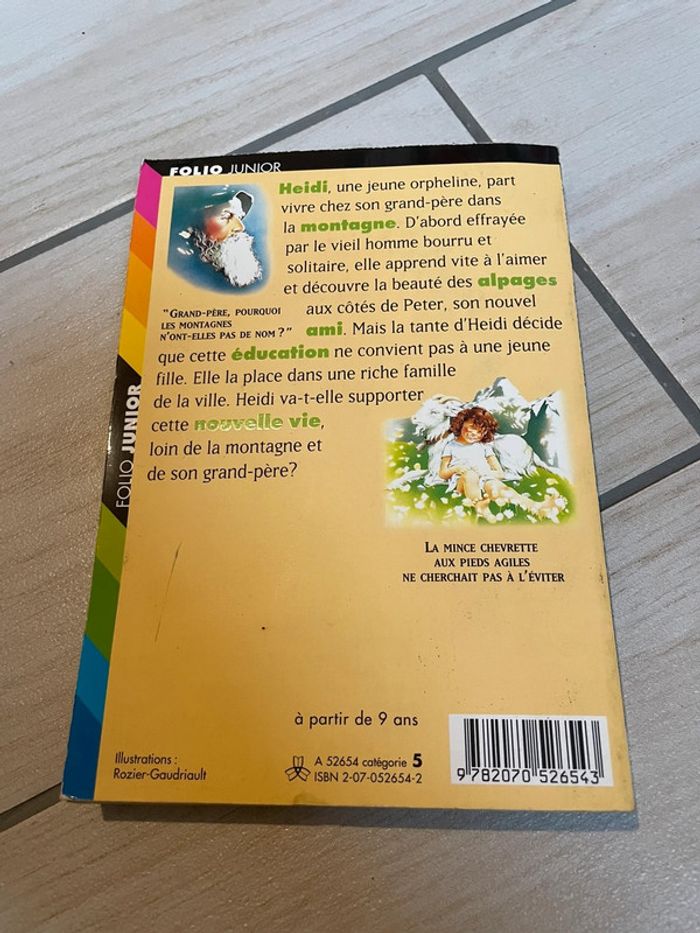 FOLIO JUNIOR
Heidi, une jeune orpheline, part
vivre chez son grand-père dans
la montagne. D'abord effrayée
par le vieil homme bourru et
solitaire, elle apprend vite à l'aimer
et découvre la beauté des alpages
"GRAND-PÈRE, POURQUOI
LES MONTAGNES
N'ONT-ELLES PAS DE NOM ?"
aux côtés de Peter, son nouvel
ami. Mais la tante d'Heidi décide
que cette éducation ne convient pas à une jeune
fille. Elle la place dans une riche famille
de la ville. Heidi va-t-elle supporter
cette nouvelle vie,
loin de la montagne et
de son grand-père?
LA MINCE CHEVRETTE
AUX PIEDS AGILES
NE CHERCHAIT PAS À L'ÉVITER
FOLIO JUNIOR
à partir de 9 ans
Illustrations :
Rozier-Gaudriault
A 52654 catégorie 5
ISBN 2-07-052654-2
9 782070 526543